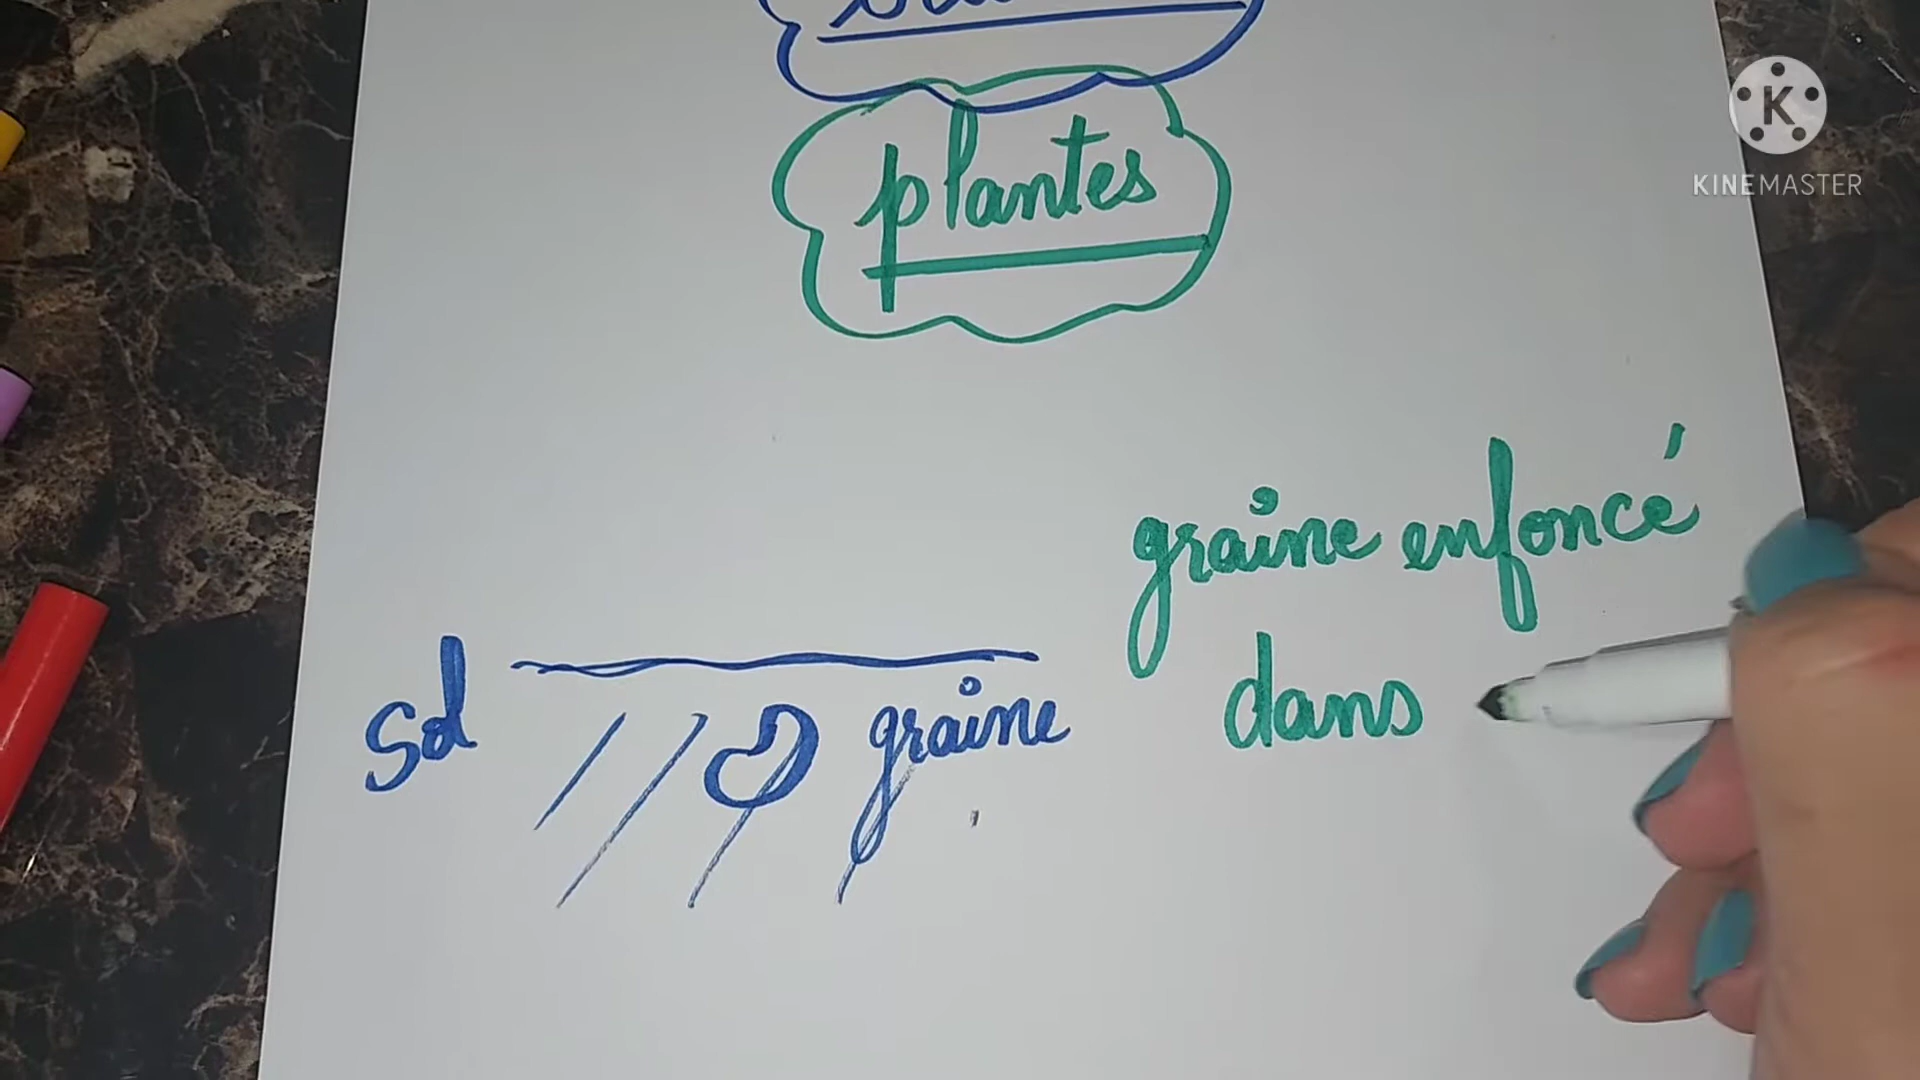 plantes
graine enfoncé
dans
sol
graine
KINEMASTER